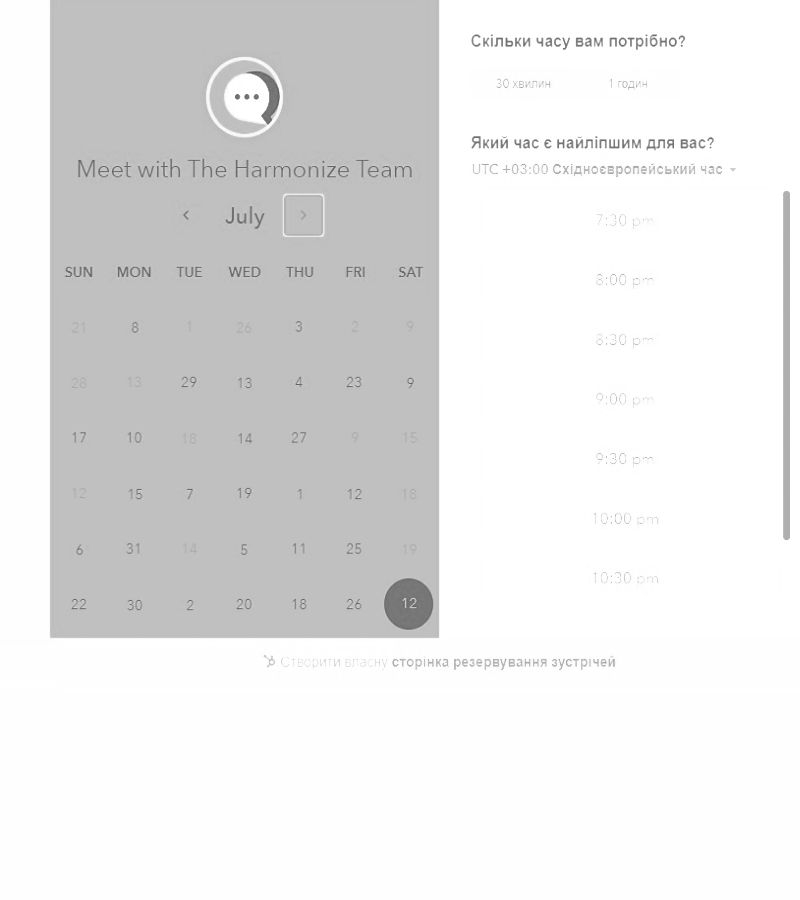 Meet with The Harmonize Team
July
SUN MON TUE WED THU FRI SAT
21 8 1 26 3 2 9
28 13 29 13 4 23 9
17 10 18 14 27 9 15
12 15 7 19 1 12 18
6 31 14 5 11 25 19
22 30 2 20 18 26 12
Скільки часу вам потрібно?
30 хвилин 1 годин
Який час є найліпшим для вас?
UTC +03:00 Східноєвропейський час
7:30 pm
8:00 pm
8:30 pm
9:00 pm
9:30 pm
10:00 pm
10:30 pm
Створити власну сторінка резервування зустрічей